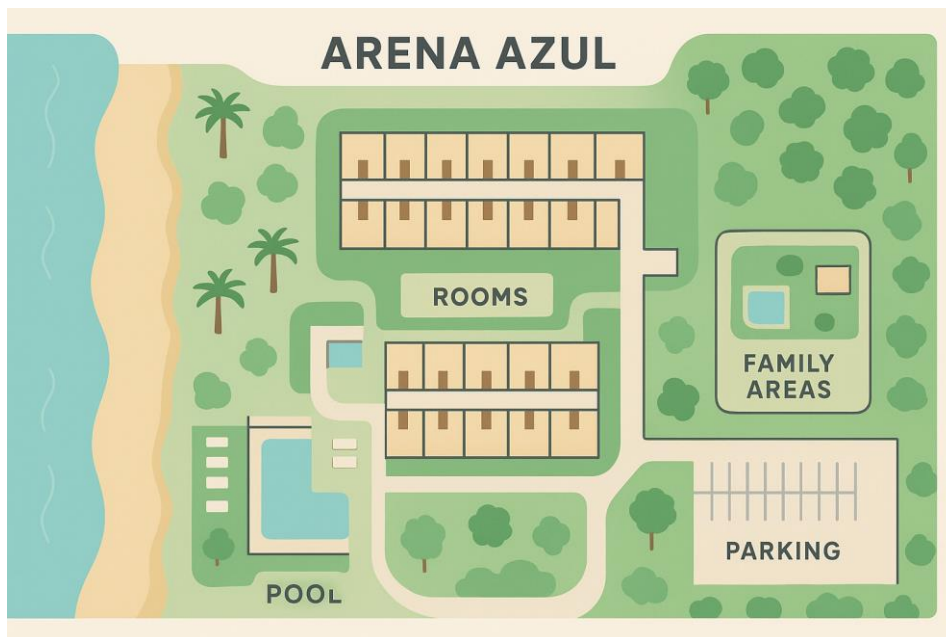 ARENA AZUL
ROOMS
FAMILY
AREAS
PARKING
POOL